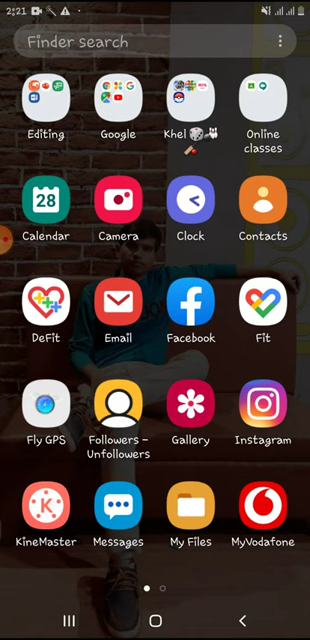 2:21
Finder search
Editing
Google
Khel 🎲🎳🏏
Online classes
28
Calendar
Camera
Clock
Contacts
DeFit
Email
Facebook
Fit
Fly GPS
Followers – Unfollowers
Gallery
Instagram
K
KineMaster
Messages
My Files
MyVodafone